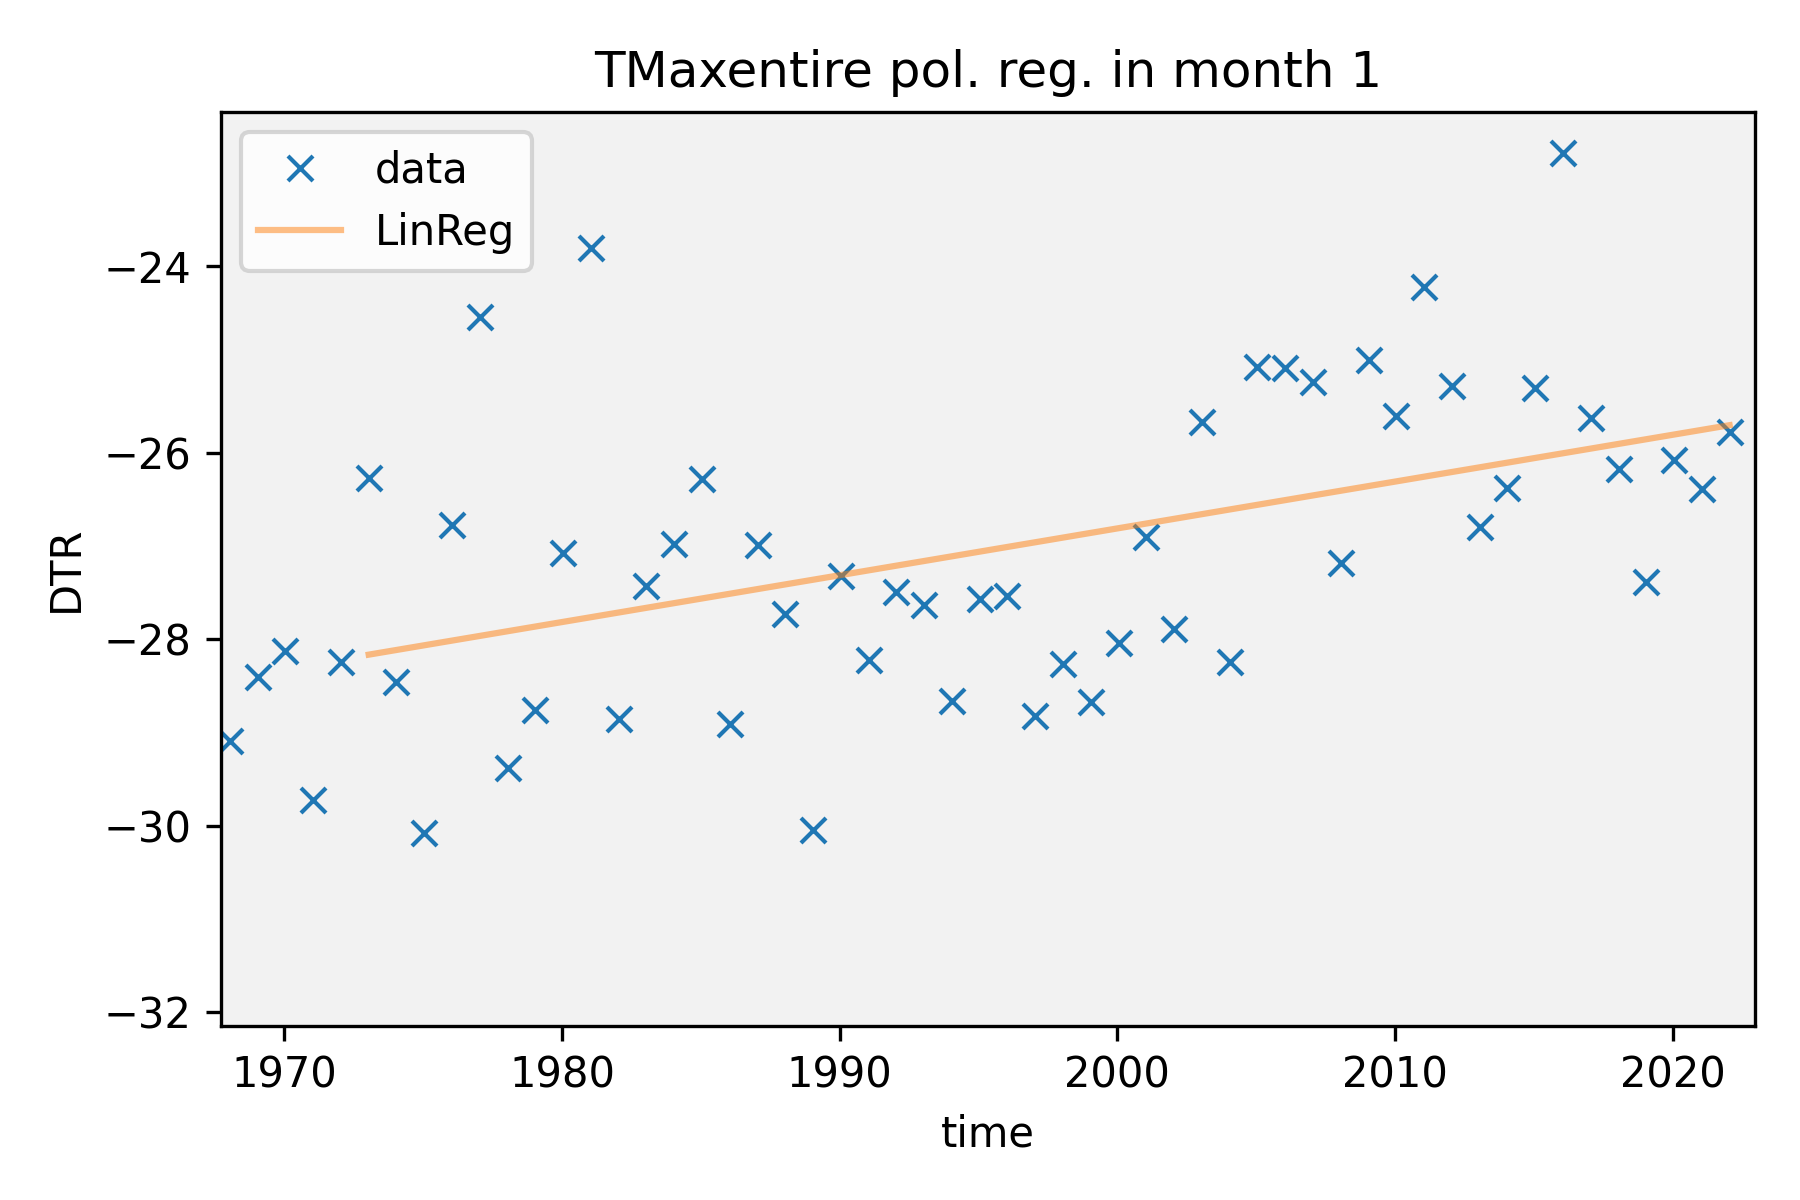 TMaxentire pol. reg. in month 1
data
LinReg
−24
−26
−28
−30
−32
DTR
1970 1980 1990 2000 2010 2020
time